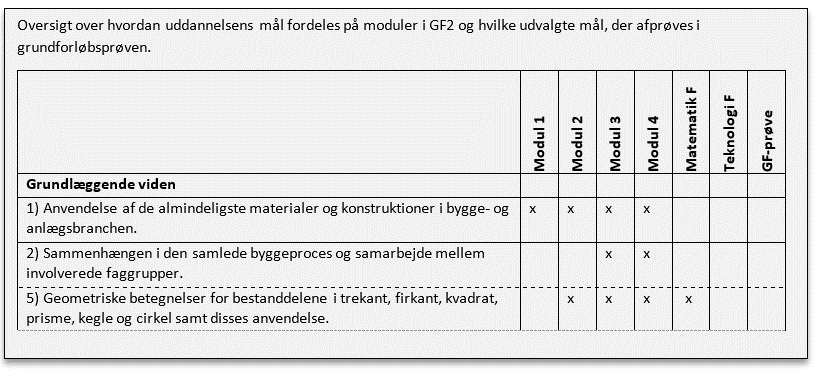 Oversigt over hvordan uddannelsens mål fordeles på moduler i GF2 og hvilke udvalgte mål, der afprøves i
grundforløbsprøven.
Modul 1
Modul 2
Modul 3
Modul 4
Matematik F
Teknologi F
GF-prøve
Grundlæggende viden
1) Anvendelse af de almindeligste materialer og konstruktioner i bygge- og x x x x
anlægsbranchen.
2) Sammenhængen i den samlede byggeproces og samarbejde mellem x x
involverede faggrupper.
5) Geometriske betegnelser for bestanddelene i trekant, firkant, kvadrat, x x x x
prisme, kegle og cirkel samt disses anvendelse.